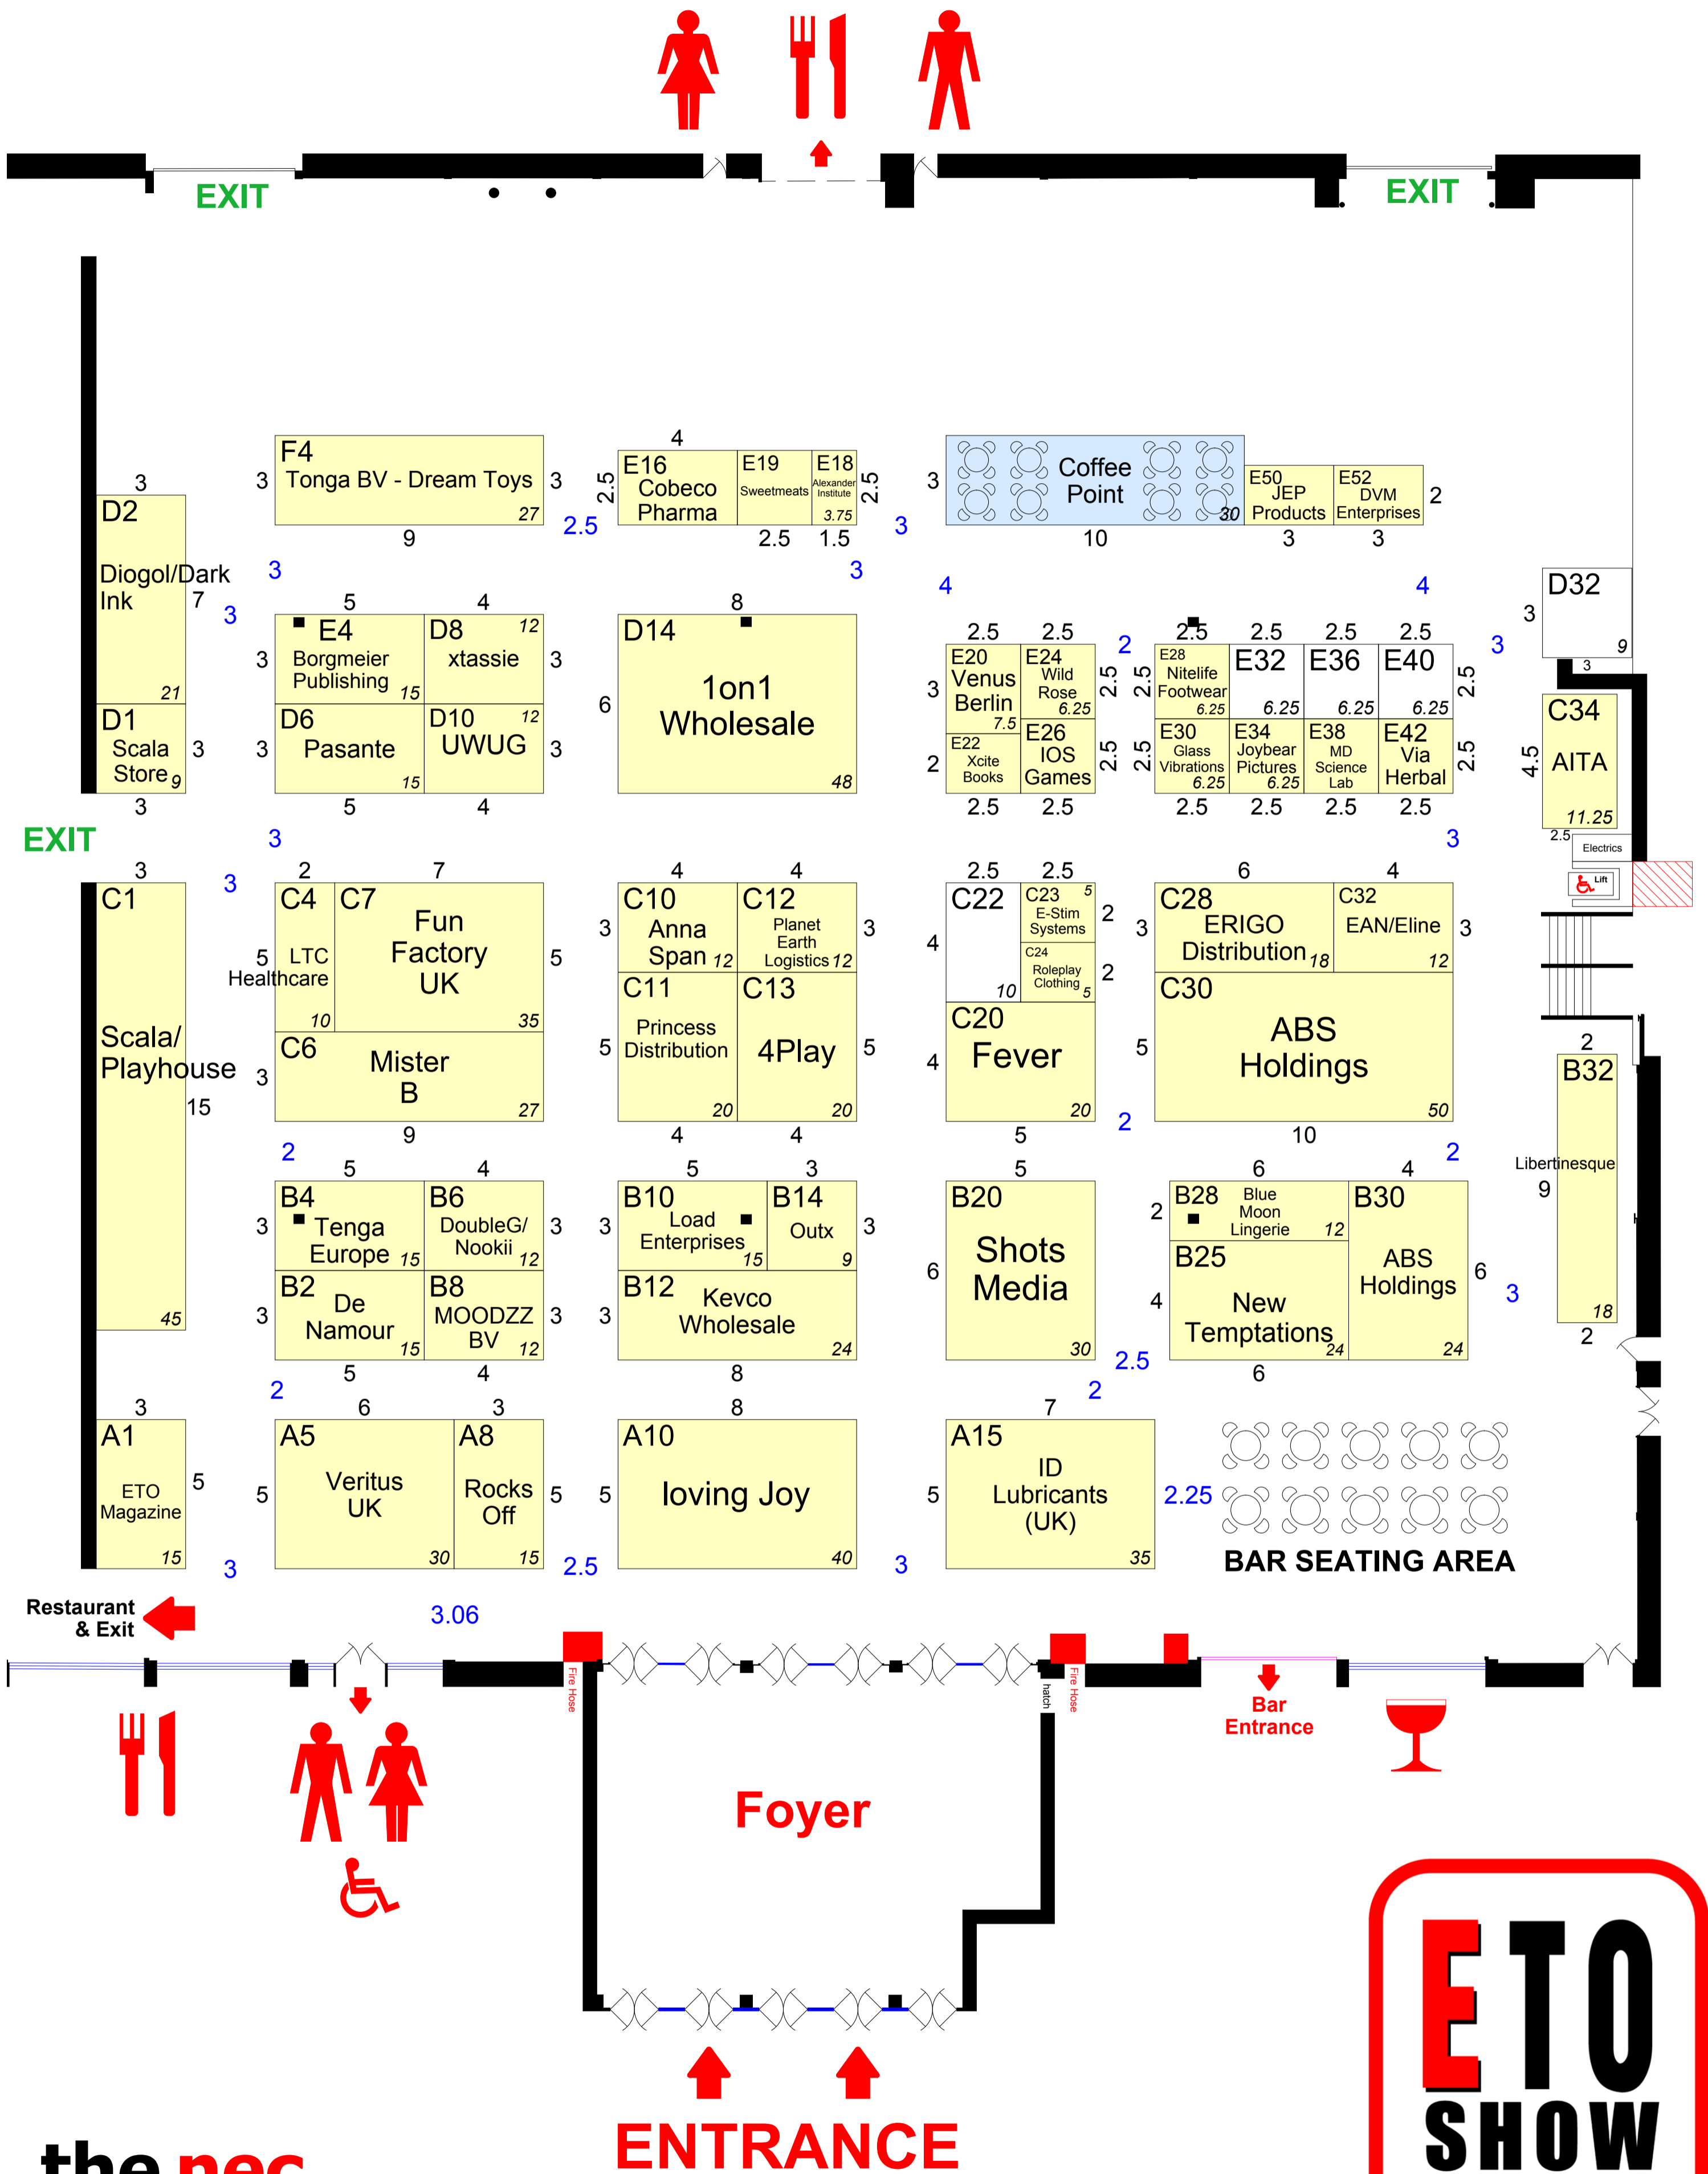 EXIT
EXIT
F4
Tonga BV - Dream Toys
27
3
3
9
2.5
4
E16
Cobeco
Pharma
2.5
E19
Sweetmeats
2.5
E18
Alexander
Institute
3.75
2.5
1.5
3
3
Coffee
Point
30
10
E50
JEP
Products
3
E52
DVM
Enterprises
2
3
3
D2
Diogol/Dark
Ink
7
21
3
3
3
4
4
D32
3
9
3
5
4
E4
Borgmeier
Publishing
15
3
D8
12
xtassie
3
8
D14
1on1
Wholesale
6
48
2.5
2.5
2
E20
Venus
Berlin
7.5
3
E24
Wild
Rose
6.25
2.5
2.5
2.5
2.5
2.5
3
E28
Nitelife
Footwear
6.25
2.5
E32
6.25
E36
6.25
E40
6.25
2.5
D1
Scala
Store
9
3
3
D6
Pasante
15
3
5
D10
12
UWUG
3
4
E22
Xcite
Books
2
2.5
E26
IOS
Games
2.5
2.5
E30
Glass
Vibrations
6.25
2.5
2.5
E34
Joybear
Pictures
6.25
2.5
E38
MD
Science
Lab
2.5
E42
Via
Herbal
2.5
2.5
C34
AITA
4.5
11.25
2.5
Electrics
Lift
EXIT
3
3
3
3
C1
Scala/
Playhouse
15
45
2
7
C4
LTC
Healthcare
5
10
C7
Fun
Factory
UK
5
35
C6
Mister
B
3
27
9
4
4
C10
Anna
Span
12
3
C12
Planet
Earth
Logistics
12
3
C11
Princess
Distribution
5
20
4
C13
4Play
5
20
4
2.5
2.5
C22
4
10
C23
5
E-Stim
Systems
2
C24
Roleplay
Clothing
5
2
C20
Fever
4
20
5
6
4
C28
ERIGO
Distribution
18
3
C32
EAN/Eline
12
3
C30
ABS
Holdings
5
50
10
2
2
2
2
B32
Libertinesque
9
18
2
5
4
B4
Tenga
Europe
15
3
B6
DoubleG/
Nookii
12
3
B2
De
Namour
15
3
5
B8
MOODZZ
BV
12
3
4
5
3
B10
Load
Enterprises
15
3
B14
Outx
9
3
B12
Kevco
Wholesale
24
3
8
5
B20
Shots
Media
6
30
6
4
B28
Blue
Moon
Lingerie
12
2
B25
New
Temptations
24
4
6
B30
ABS
Holdings
24
6
3
2.5
2
2
3
A1
ETO
Magazine
15
5
6
3
A5
Veritus
UK
30
5
A8
Rocks
Off
15
5
8
A10
loving Joy
40
5
7
A15
ID
Lubricants
(UK)
35
5
2.25
BAR SEATING AREA
3
2.5
3
Restaurant
& Exit
3.06
Fire Hose
hatch
Fire Hose
Bar
Entrance
Foyer
ENTRANCE
the nec
ETO
SHOW